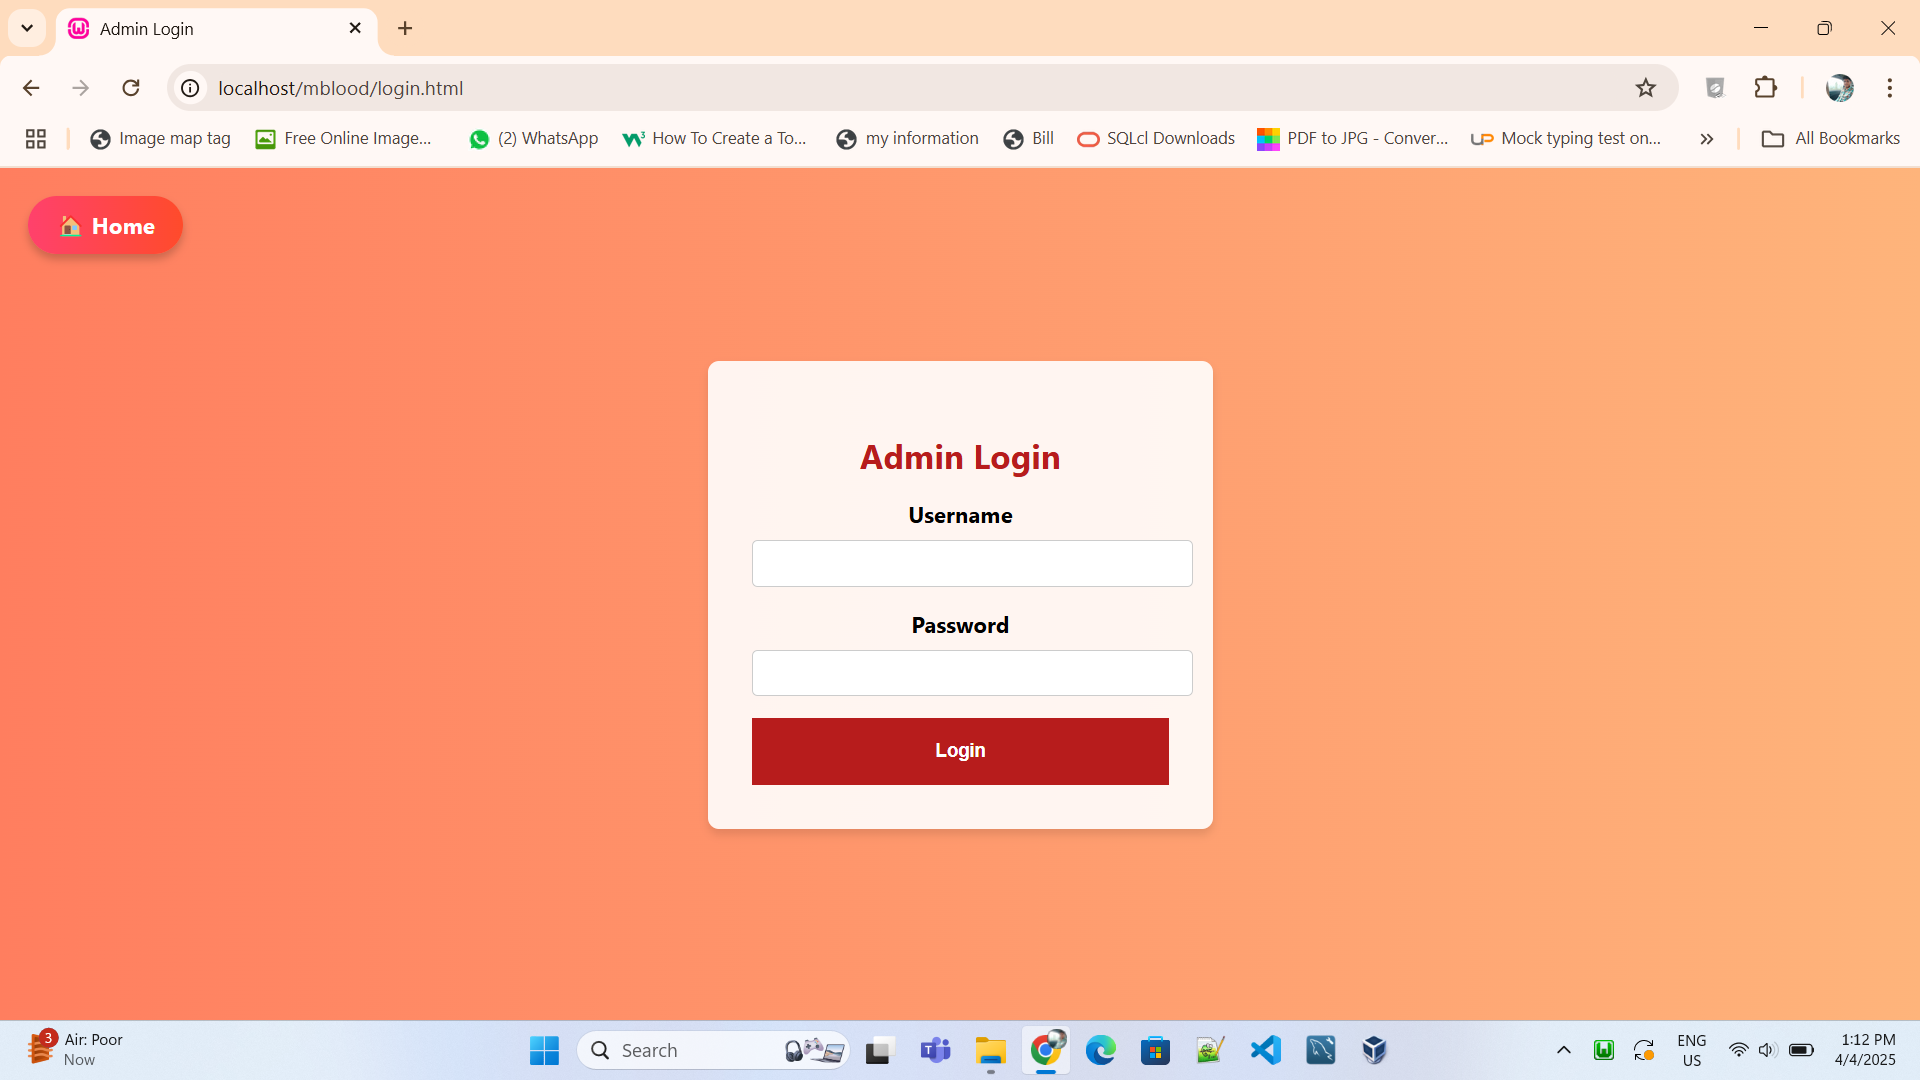 Admin Login
localhost/mblood/login.html
Image map tag
Free Online Image...
(2) WhatsApp
How To Create a To...
my information
Bill
SQLcl Downloads
PDF to JPG - Conver...
Mock typing test on...
All Bookmarks
🏠 Home
Admin Login
Username
Password
Login
3
Air: Poor
Now
Search
ENG
US
1:12 PM
4/4/2025